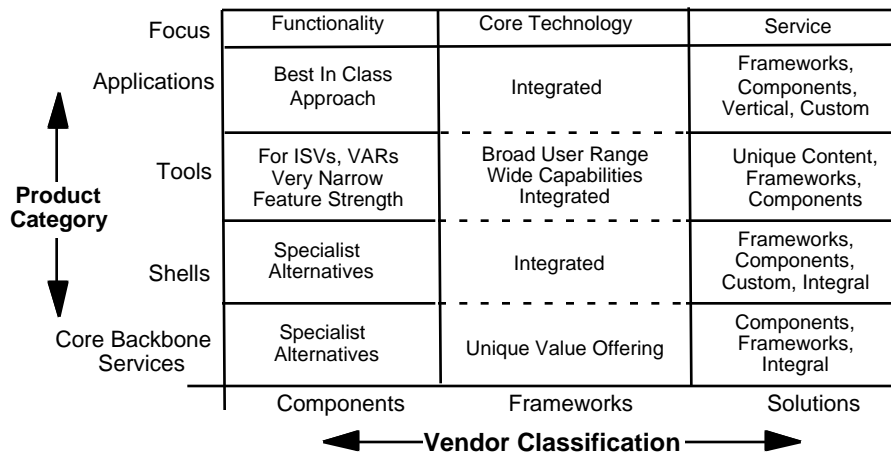 Focus
Functionality
Core Technology
Service
Applications
Best In Class
Approach
Integrated
Frameworks,
Components,
Vertical, Custom
Product
Category
Tools
For ISVs, VARs
Very Narrow
Feature Strength
Broad User Range
Wide Capabilities
Integrated
Unique Content,
Frameworks,
Components
Shells
Specialist
Alternatives
Integrated
Frameworks,
Components,
Custom, Integral
Core Backbone
Services
Specialist
Alternatives
Unique Value Offering
Components,
Frameworks,
Integral
Components
Frameworks
Solutions
Vendor Classification